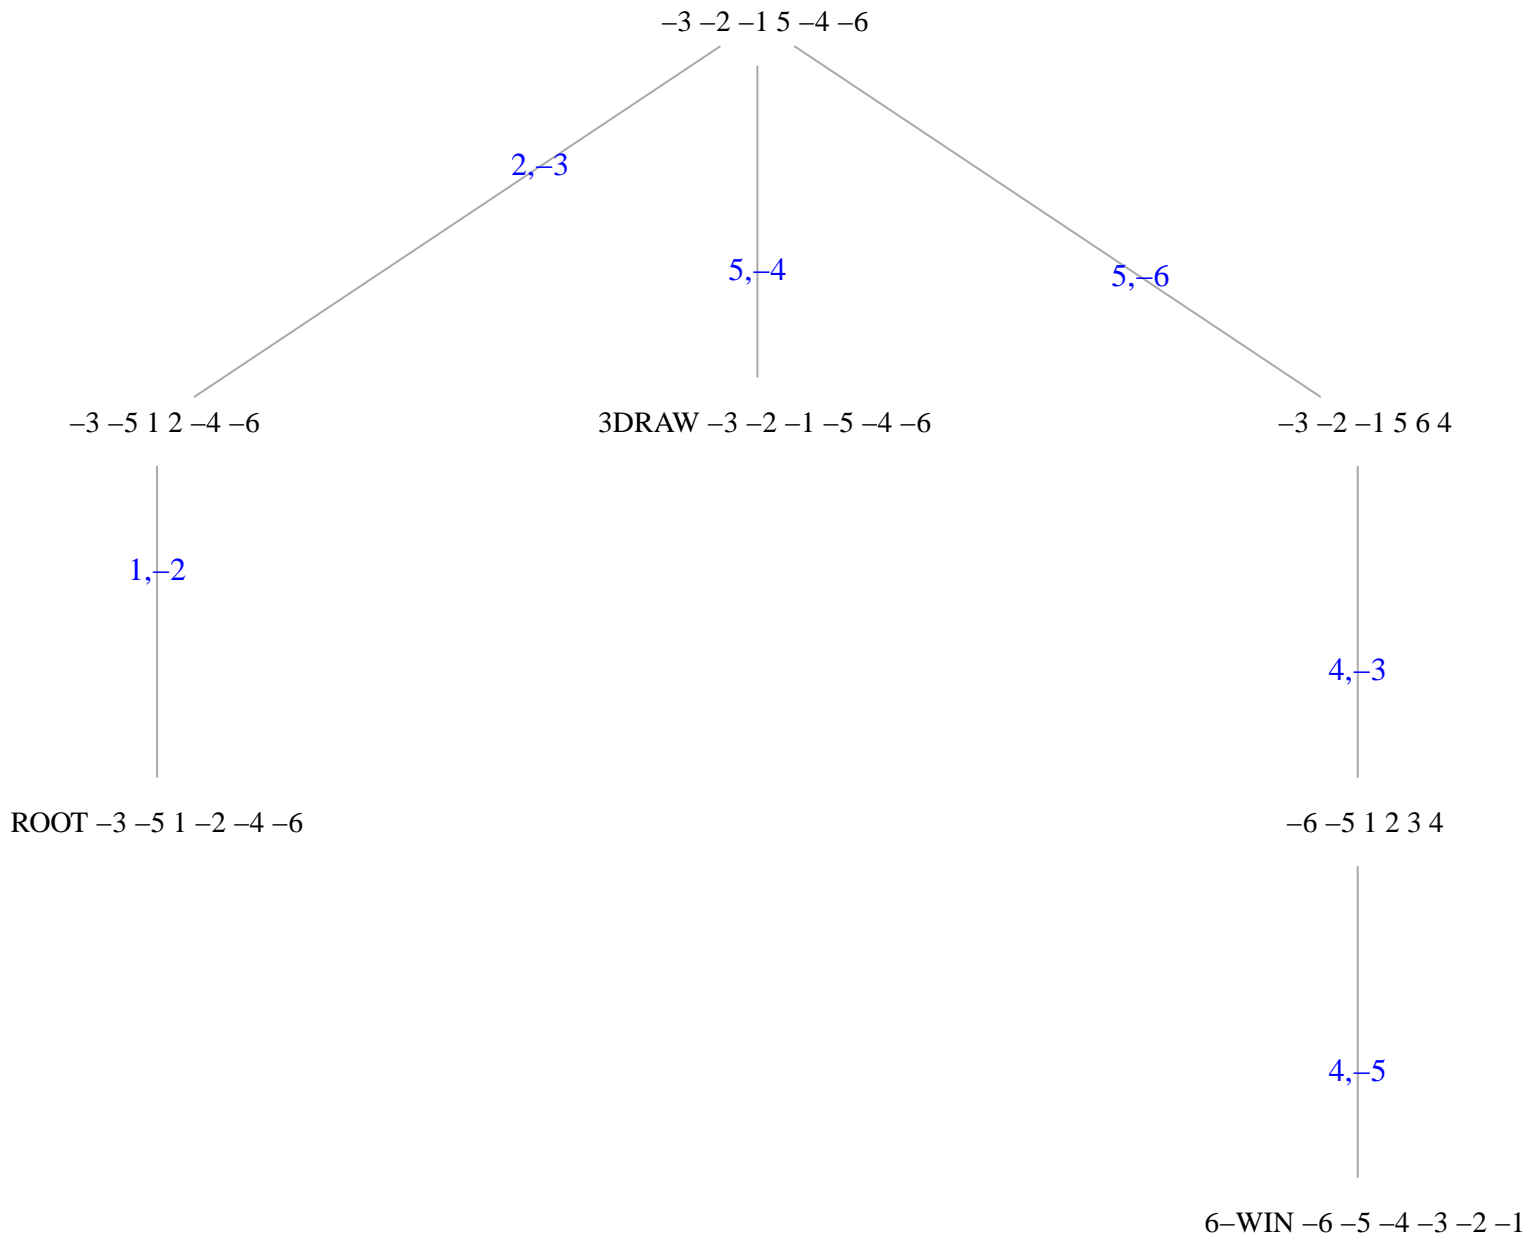 –3 –2 –1 5 –4 –6
2,–3
5,–4
5,–6
–3 –5 1 2 –4 –6
3DRAW –3 –2 –1 –5 –4 –6
–3 –2 –1 5 6 4
1,–2
4,–3
ROOT –3 –5 1 –2 –4 –6
–6 –5 1 2 3 4
4,–5
6–WIN –6 –5 –4 –3 –2 –1